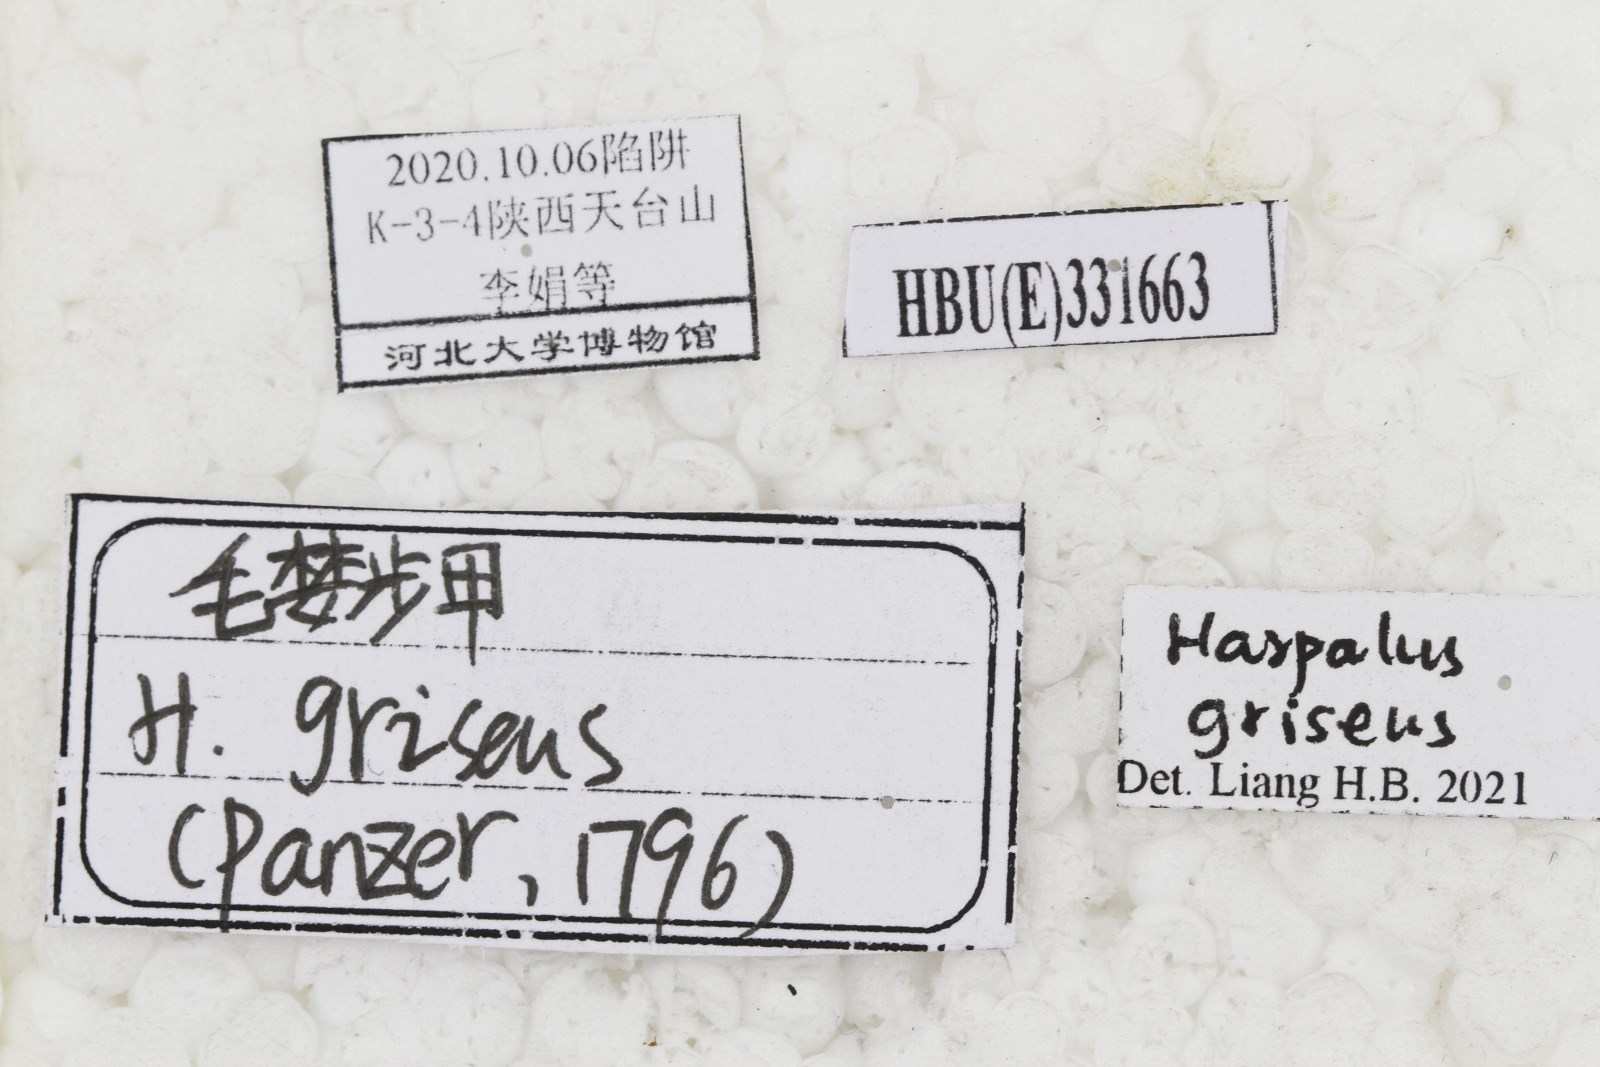 2020.10.06陷阱
K-3-4陕西天台山
李娟等
河北大学博物馆
HBU(E)331663
毛婪步甲
H. griseus
(Panzer, 1796)
Harpalus
griseus
Det. Liang H.B. 2021